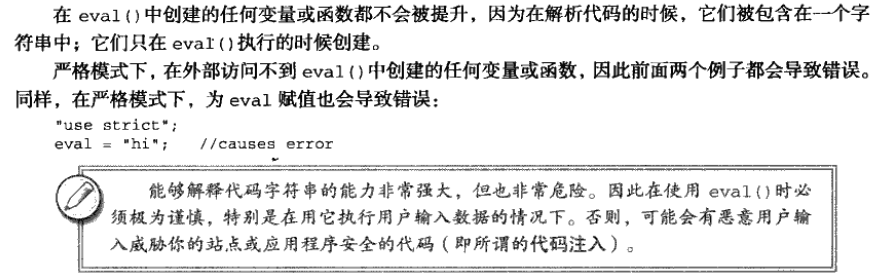 在 eval()中创建的任何变量或函数都不会被提升，因为在解析代码的时候，它们被包含在一个字
符串中；它们只在 eval()执行的时候创建。
严格模式下，在外部访问不到 eval()中创建的任何变量或函数，因此前面两个例子都会导致错误。
同样，在严格模式下，为 eval 赋值也会导致错误：
"use strict";
eval = "hi";   //causes error
能够解释代码字符串的能力非常强大，但也非常危险。因此在使用 eval()时必
须极为谨慎，特别是在用它执行用户输入数据的情况下。否则，可能会有恶意用户输
入威胁你的站点或应用程序安全的代码（即所谓的代码注入）。